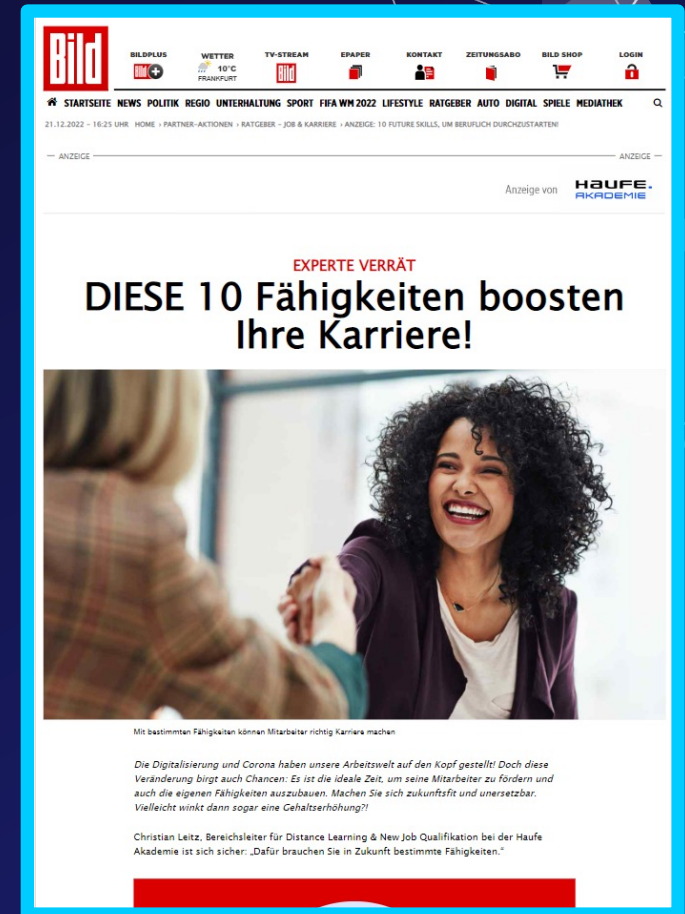 Bild
BILDPLUS WETTER TV-STREAM EPAPER KONTAKT ZEITUNGSABO BILD SHOP LOGIN
Bild 10°C Bild
FRANKFURT
STARTSEITE NEWS POLITIK REGIO UNTERHALTUNG SPORT FIFA WM 2022 LIFESTYLE RATGEBER AUTO DIGITAL SPIELE MEDIATHEK
21.12.2022 - 16:25 UHR HOME › PARTNER-AKTIONEN › RATGEBER - JOB & KARRIERE › ANZEIGE: 10 FUTURE SKILLS, UM BERUFLICH DURCHZUSTARTEN!
ANZEIGE ANZEIGE
Anzeige von HAUFE.
AKADEMIE
EXPERTE VERRÄT
DIESE 10 Fähigkeiten boosten
Ihre Karriere!
Mit bestimmten Fähigkeiten können Mitarbeiter richtig Karriere machen
Die Digitalisierung und Corona haben unsere Arbeitswelt auf den Kopf gestellt! Doch diese
Veränderung birgt auch Chancen: Es ist die ideale Zeit, um seine Mitarbeiter zu fördern und
auch die eigenen Fähigkeiten auszubauen. Machen Sie sich zukunftsfit und unersetzbar.
Vielleicht winkt dann sogar eine Gehaltserhöhung?!
Christian Leitz, Bereichsleiter für Distance Learning & New Job Qualifikation bei der Haufe
Akademie ist sich sicher: „Dafür brauchen Sie in Zukunft bestimmte Fähigkeiten.“